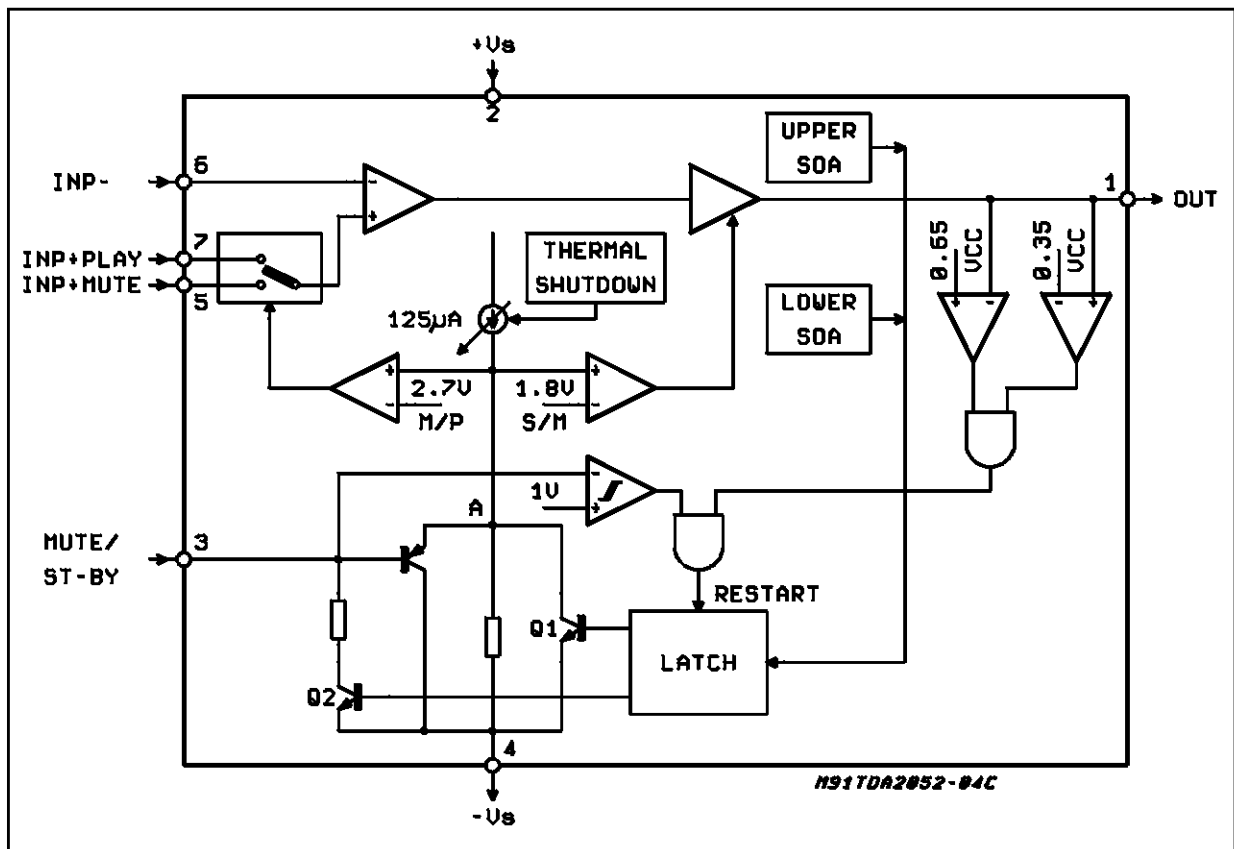 +Vs
2
UPPER
SOA
6
INP-
1
OUT
7
INP+PLAY
INP+MUTE
5
THERMAL
SHUTDOWN
0.65
VCC
0.35
VCC
-
+
+
-
+
-
125µA
LOWER
SOA
+
2.7V
-
M/P
+
1.8V
-
S/M
-
1V
+
A
3
MUTE/
ST-BY
RESTART
Q1
LATCH
Q2
4
M91TDA2052-04C
-Vs